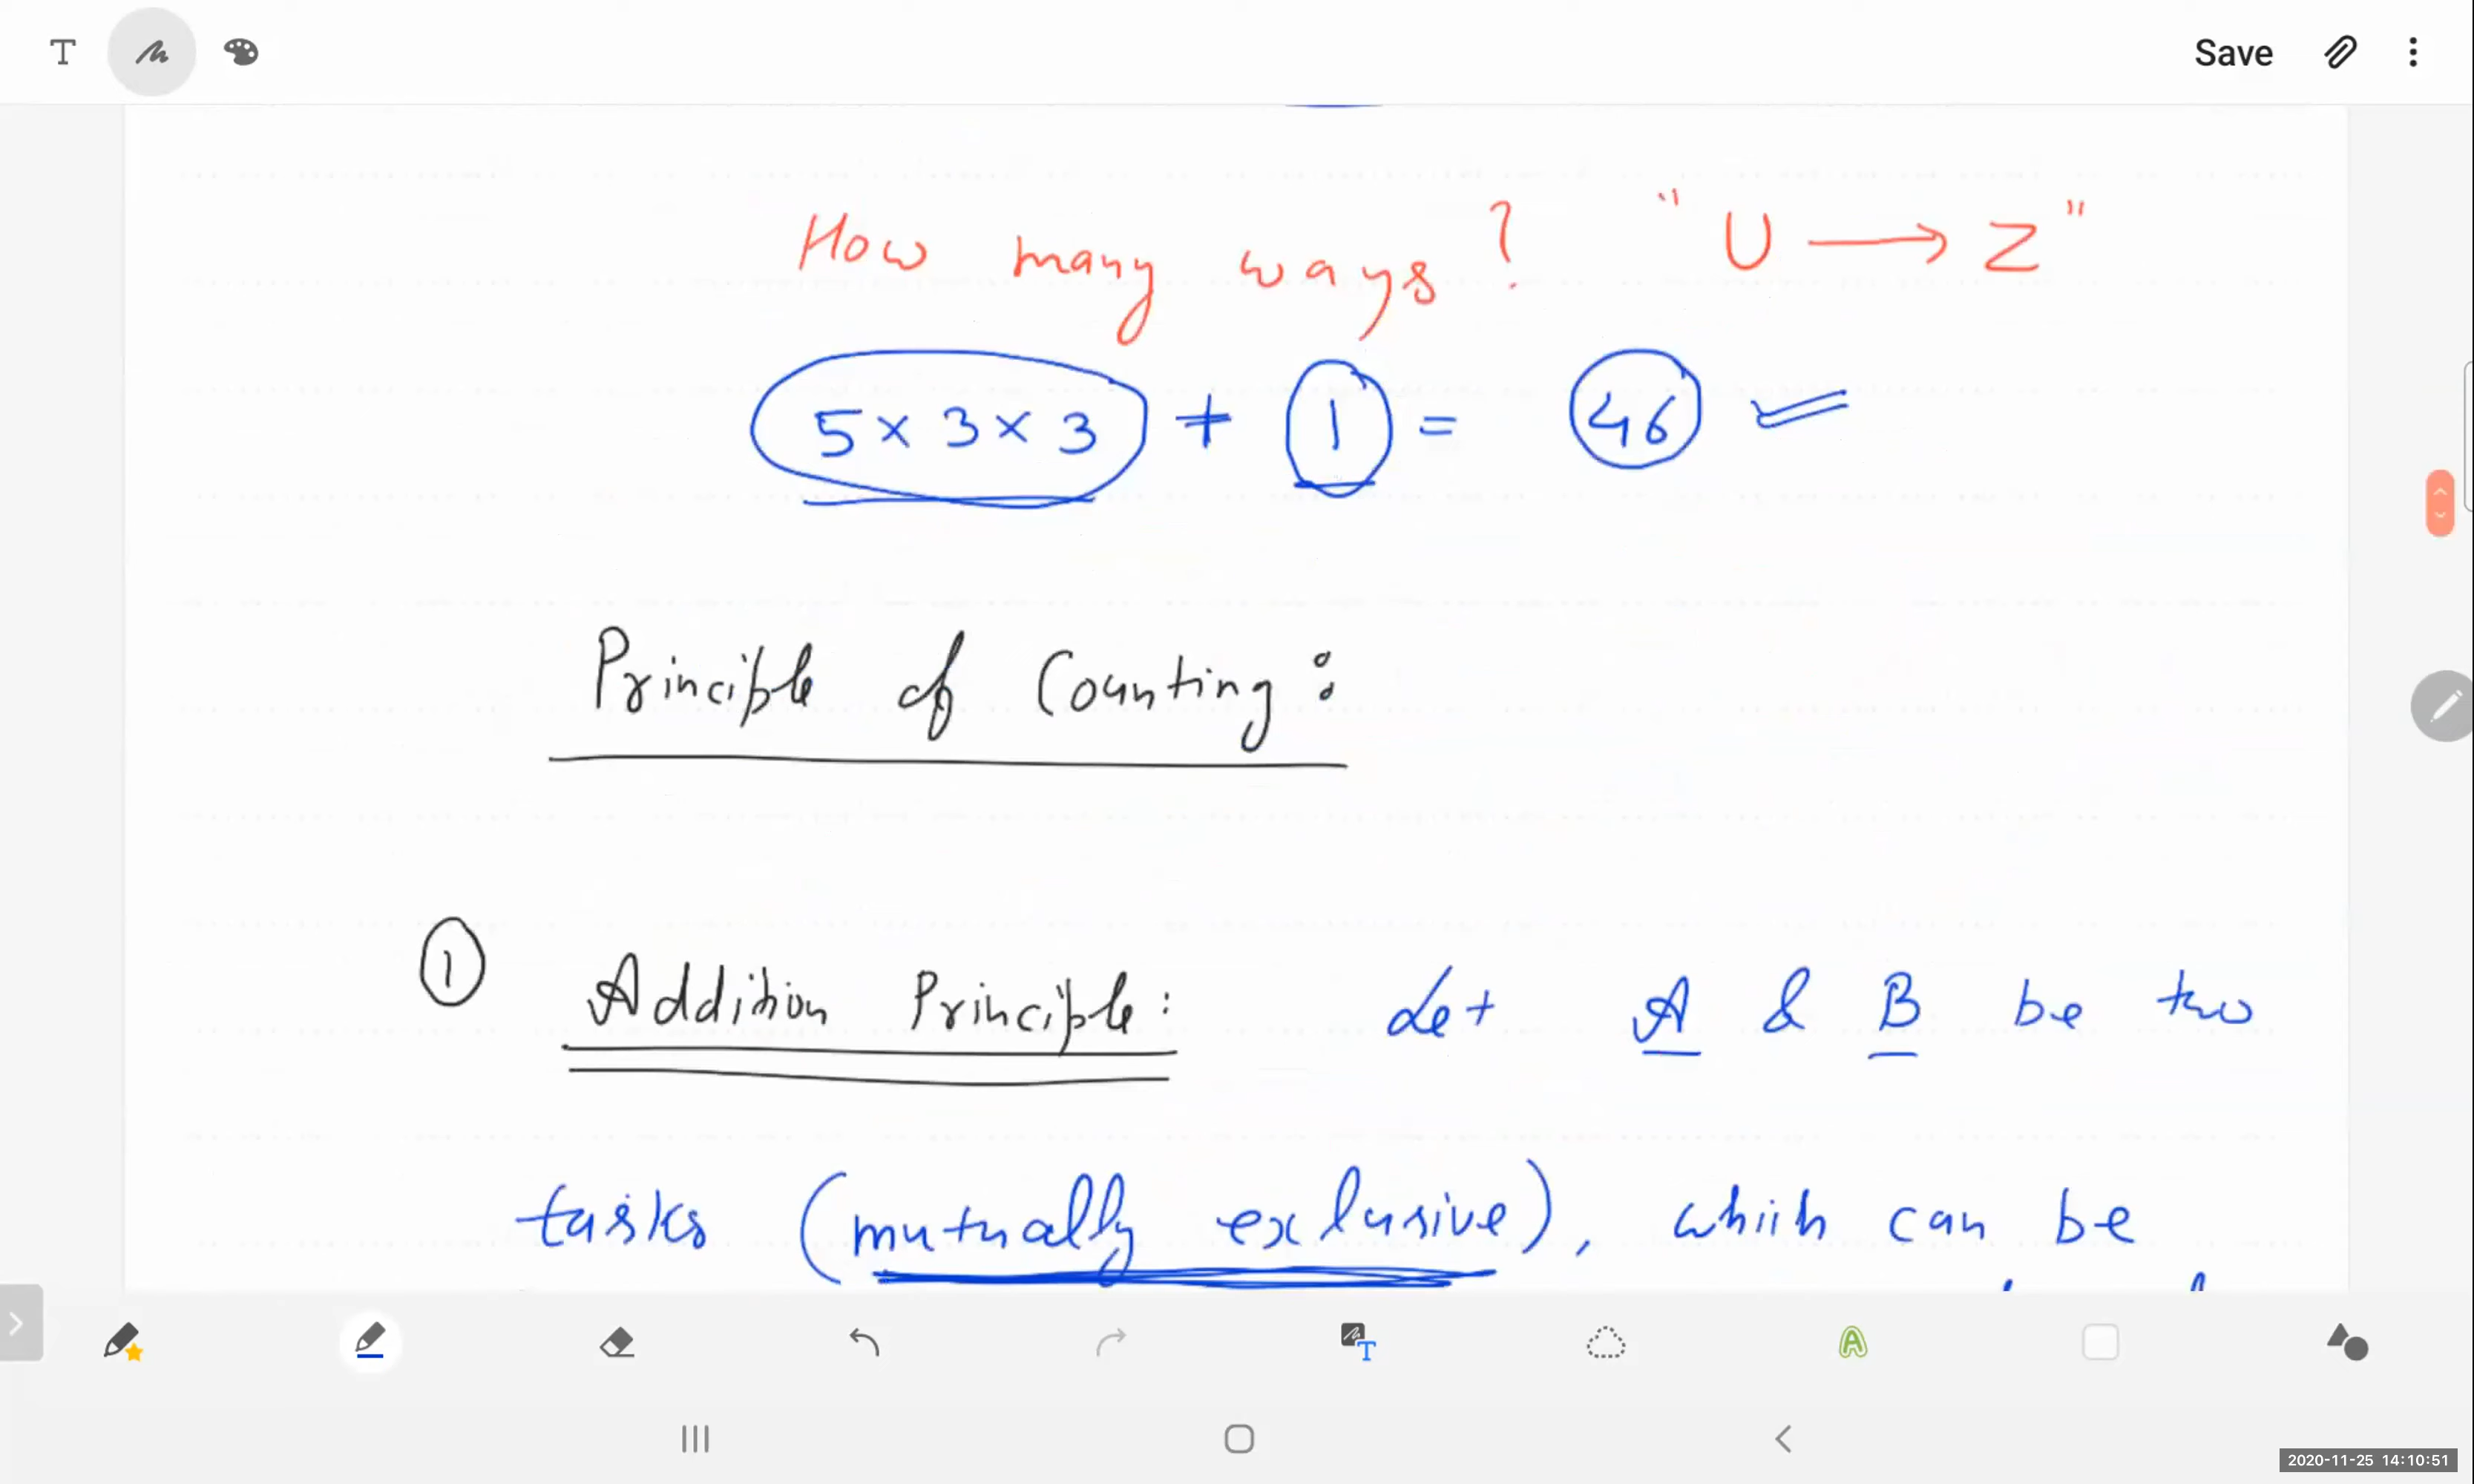 T Save
How many ways? "U → Z"
5 × 3 × 3 + 1 = 46
Principle of Counting:
① Addition Principle: Let A & B be two
tasks (mutually exclusive), which can be
T A
2020-11-25 14:10:51